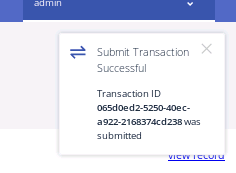 admin
Submit Transaction
Successful
Transaction ID
065d0ed2-5250-40ec-
a922-2168374cd238 was
submitted
View record